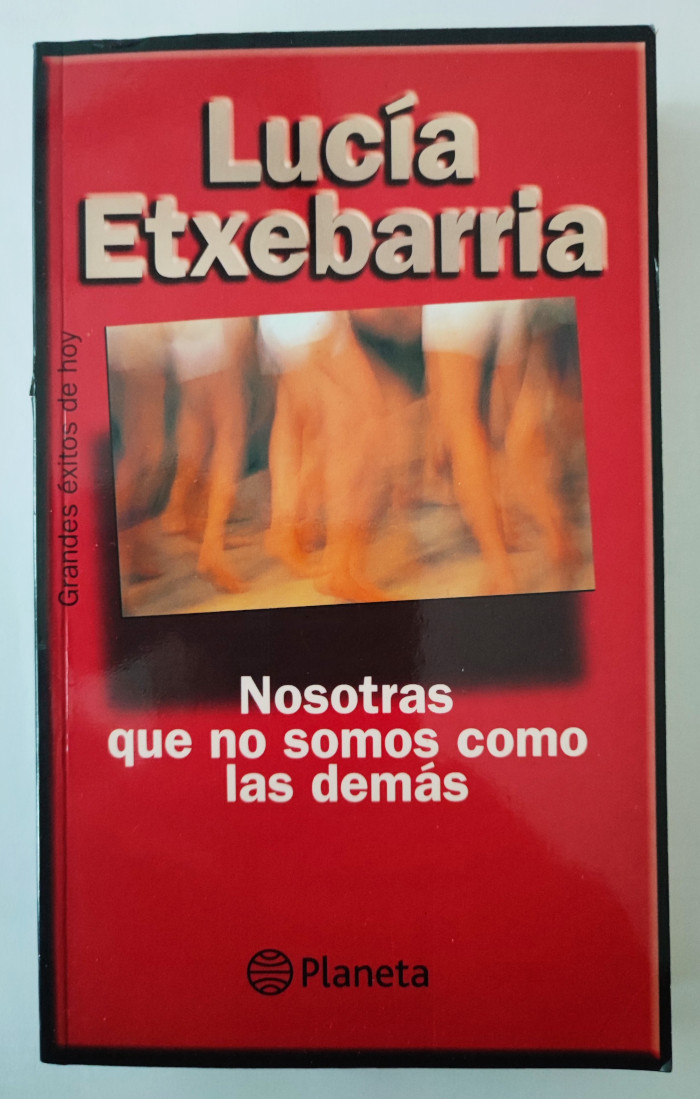 Lucía
Etxebarria
Grandes éxitos de hoy
Nosotras
que no somos como
las demás
Planeta